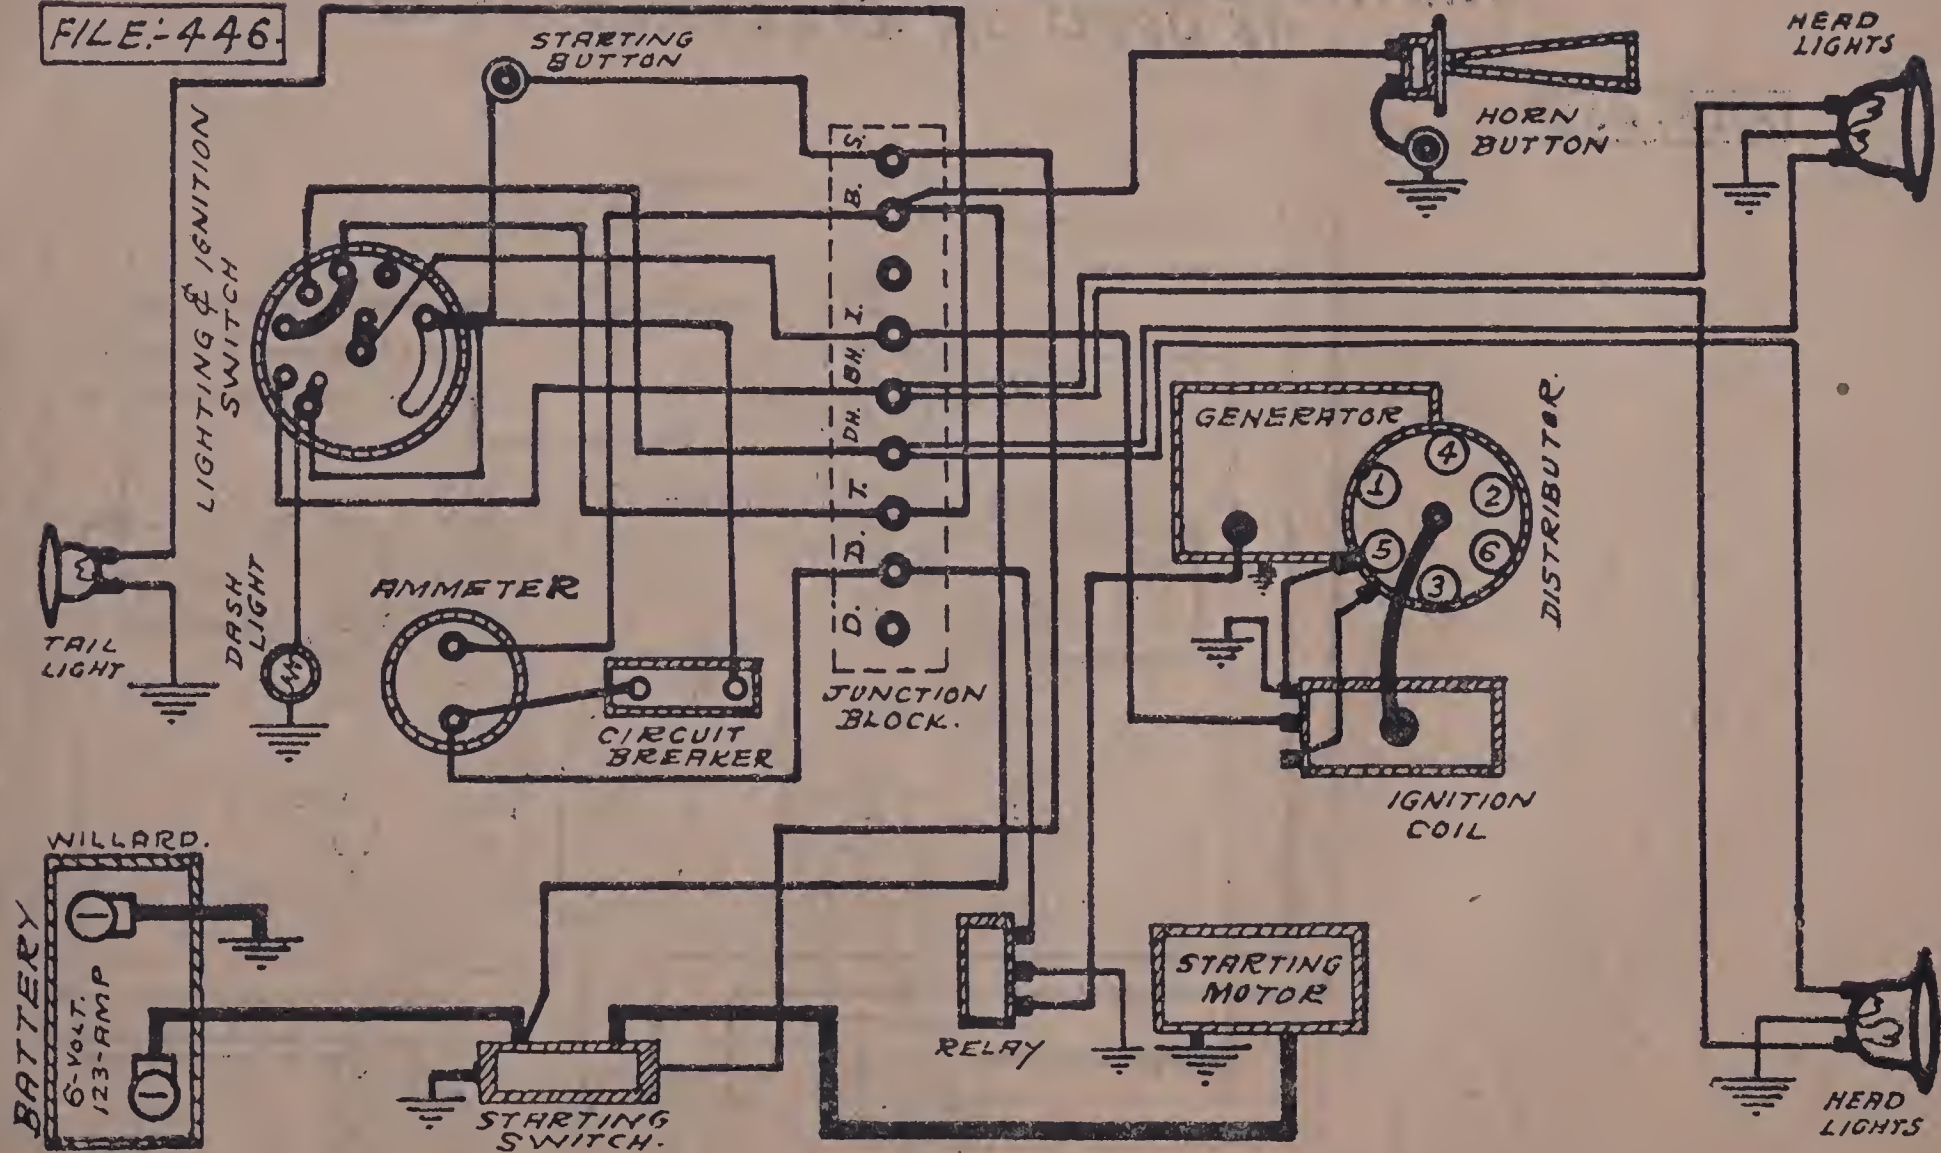 FILE:-446.
STARTING
BUTTON
HEAD
LIGHTS
HORN
BUTTON
LIGHTING & IGNITION
SWITCH
S.
B.
I.
BH.
DH.
T.
B.
D.
JUNCTION
BLOCK.
GENERATOR
DISTRIBUTOR.
4
1
2
5
6
3
TAIL
LIGHT
DASH
LIGHT
AMMETER
CIRCUIT
BREAKER
IGNITION
COIL
WILLARD.
BATTERY
6-VOLT.
123-AMP
STARTING
SWITCH.
RELAY
STARTING
MOTOR
HEAD
LIGHTS